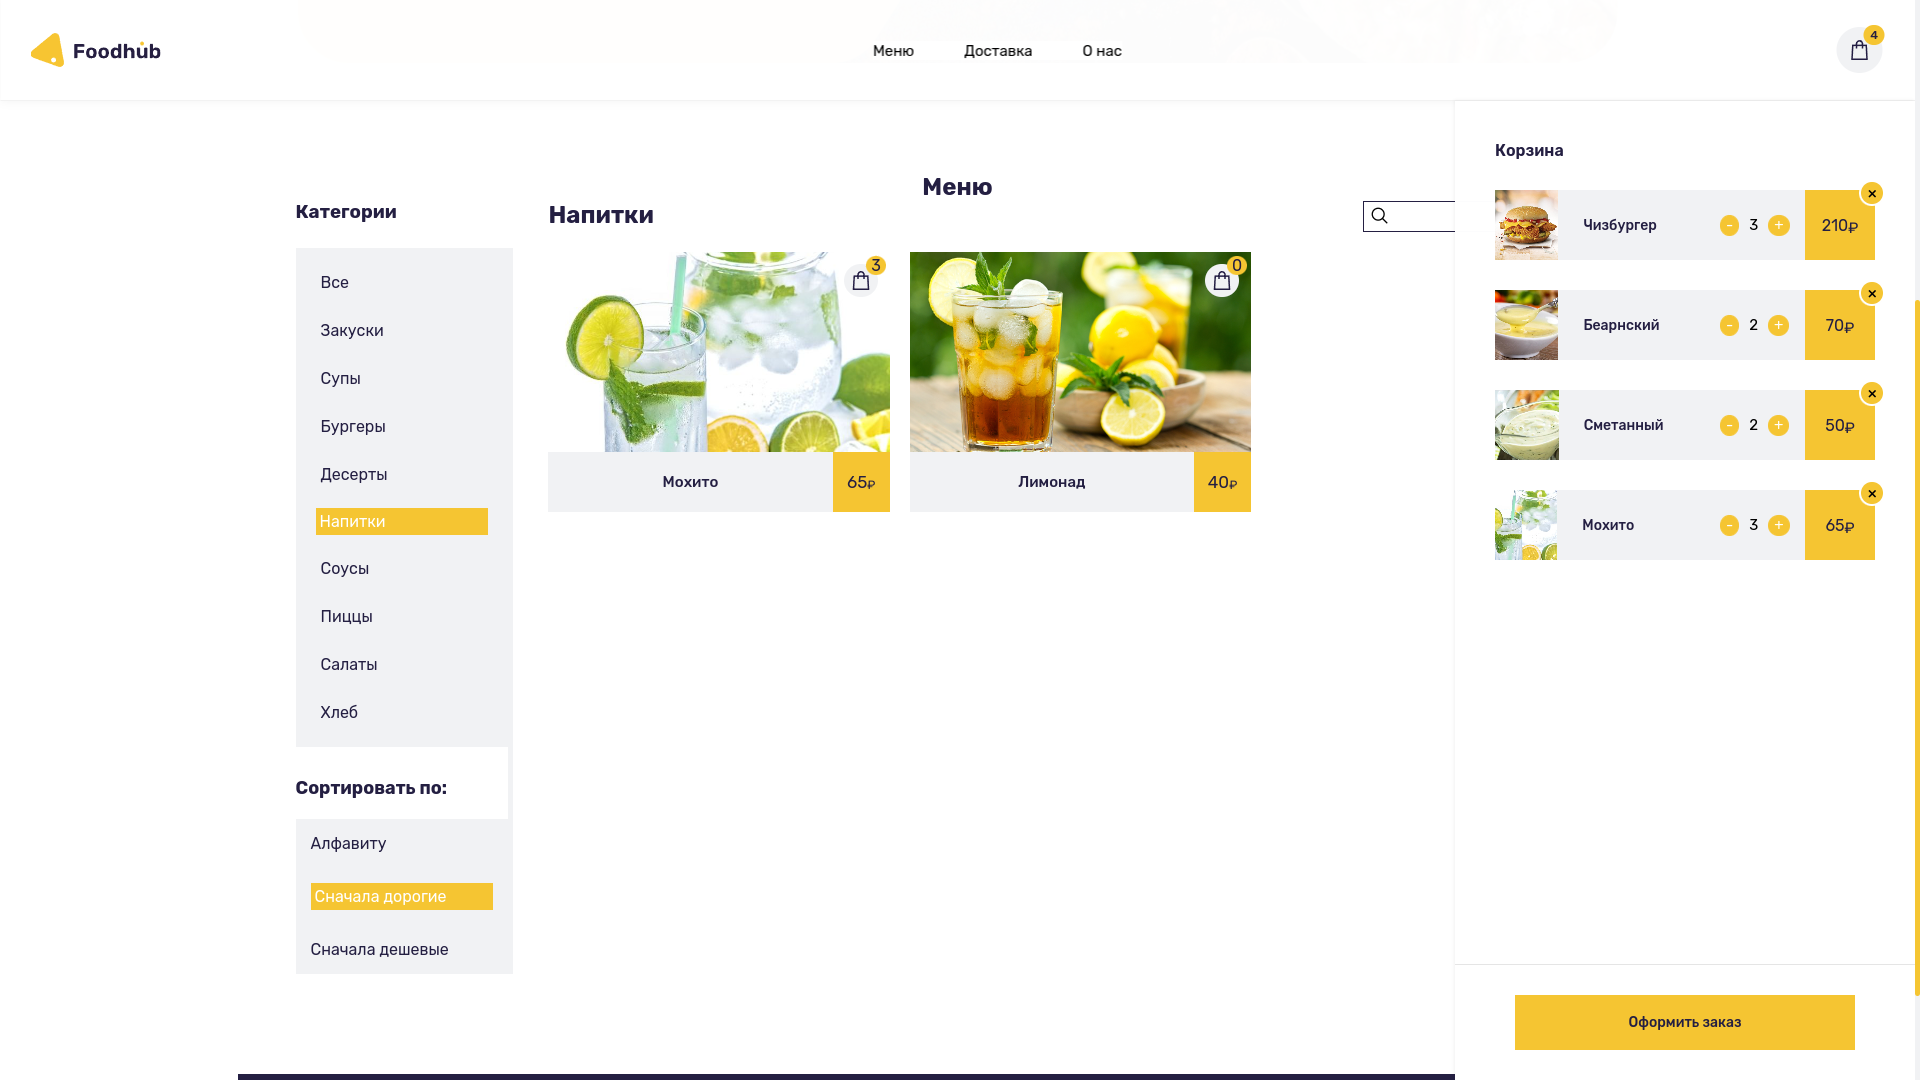 Foodhub
Меню
Доставка
О нас
4
Меню
Категории
Все
Закуски
Супы
Бургеры
Десерты
Напитки
Соусы
Пиццы
Салаты
Хлеб
Сортировать по:
Алфавиту
Сначала дорогие
Сначала дешевые
Напитки
3
Мохито
65₽
0
Лимонад
40₽
Корзина
×
Чизбургер
- 3 +
210₽
×
Беарнский
- 2 +
70₽
×
Сметанный
- 2 +
50₽
×
Мохито
- 3 +
65₽
Оформить заказ